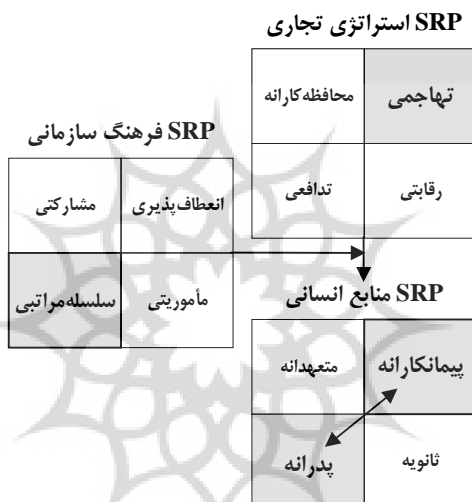 SRP استراتژی تجاری
تهاجمی
محافظه‌کارانه
رقابتی
تدافعی
SRP فرهنگ سازمانی
انعطاف‌پذیری
مشارکتی
مأموریتی
سلسله‌مراتبی
SRP منابع انسانی
پیمانکارانه
متعهدانه
ثانویه
پدرانه